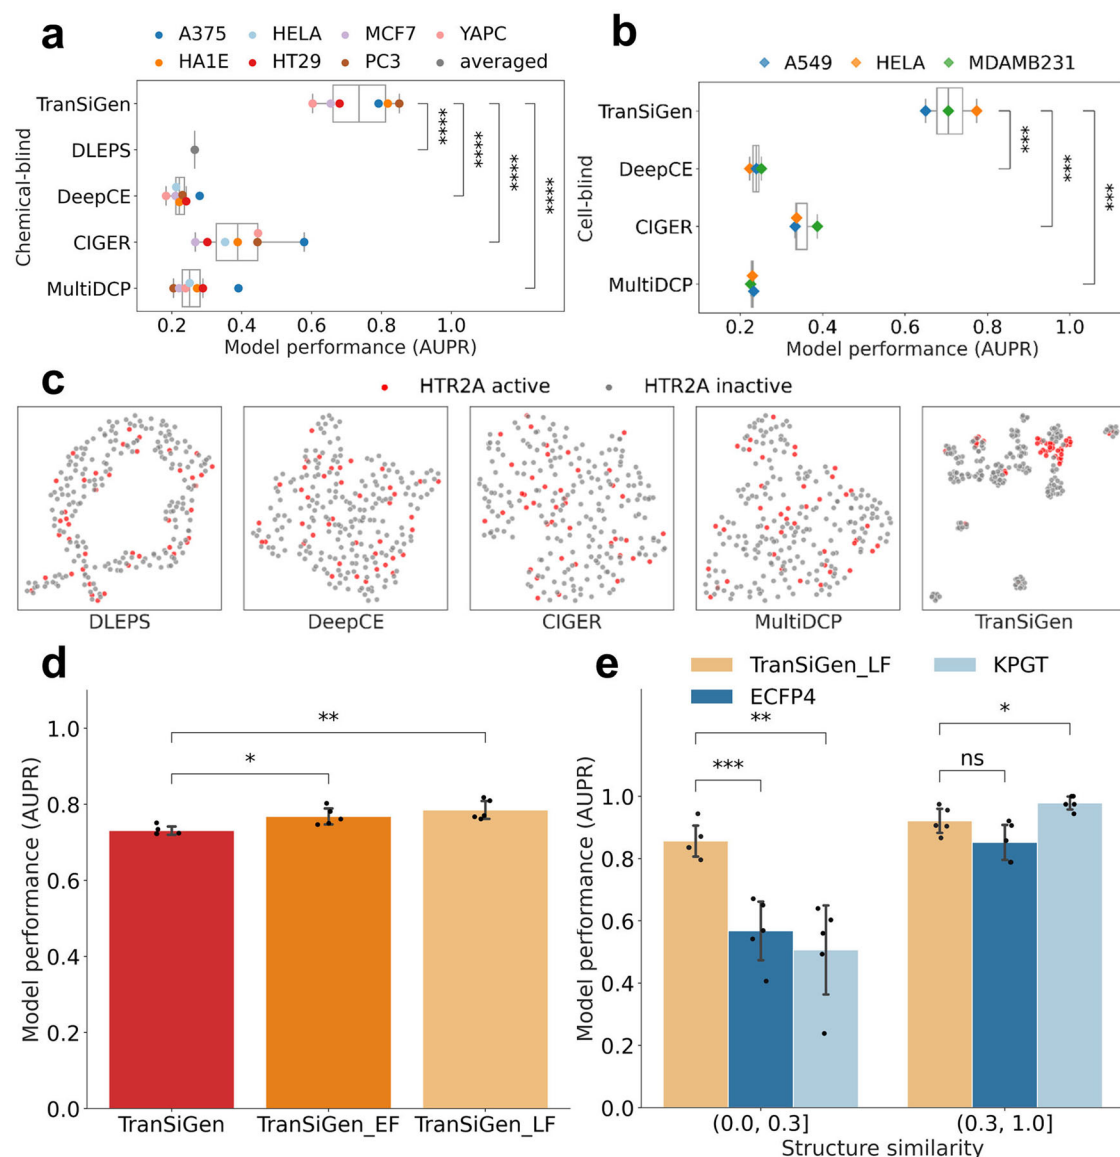 a
A375 HELA MCF7 YAPC
HA1E HT29 PC3 averaged
Chemical-blind
TranSiGen
DLEPS
DeepCE
CIGER
MultiDCP
****
****
****
****
0.2 0.4 0.6 0.8 1.0
Model performance (AUPR)
b
A549 HELA MDAMB231
Cell-blind
TranSiGen
DeepCE
CIGER
MultiDCP
***
***
***
0.2 0.4 0.6 0.8 1.0
Model performance (AUPR)
c
HTR2A active HTR2A inactive
DLEPS DeepCE CIGER MultiDCP TranSiGen
d
Model performance (AUPR)
1.0
0.8
0.6
0.4
0.2
0.0
**
*
TranSiGen TranSiGen_EF TranSiGen_LF
e
TranSiGen_LF KPGT
ECFP4
Model performance (AUPR)
1.0
0.8
0.6
0.4
0.2
0.0
** *
*** ns
(0.0, 0.3] (0.3, 1.0]
Structure similarity